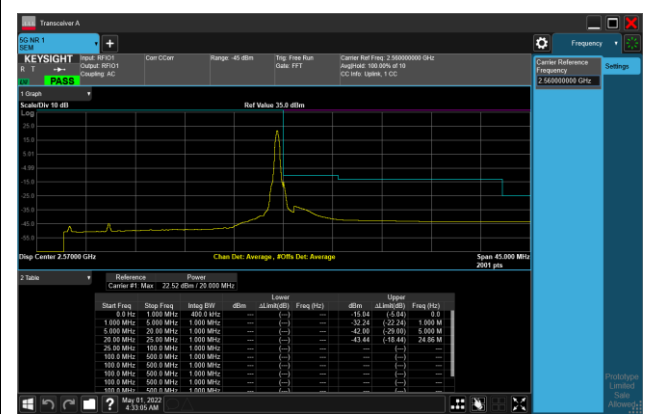 Transceiver A
5G NR 1
SEM
+
Frequency
KEYSIGHT
R T
PASS
Input: RFIO1
Output: RFIO1
Coupling: AC
Corr CCorr
Range: -45 dBm
Trig: Free Run
Gate: FFT
Carrier Ref Freq: 2.560000000 GHz
Avg|Hold: 100.00% of 10
CC Info: Uplink, 1 CC
Carrier Reference
Frequency
2.560000000 GHz
Settings
1 Graph
Scale/Div 10 dB
Ref Value 35.0 dBm
Log
25.0
15.0
5.01
-4.99
-15.0
-25.0
-35.0
-45.0
-55.0
Disp Center 2.57000 GHz
Chan Det: Average , #Offs Det: Average
Span 45.000 MHz
2001 pts
2 Table
Reference Power
Carrier #1 Max 22.52 dBm / 20.000 MHz
Lower Upper
Start Freq Stop Freq Integ BW dBm ΔLimit(dB) Freq (Hz) dBm ΔLimit(dB) Freq (Hz)
0.0 Hz 1.000 MHz 400.0 kHz --- (---) --- -15.04 (-5.04) 0.0
1.000 MHz 5.000 MHz 1.000 MHz --- (---) --- -32.24 (-22.24) 1.000 M
5.000 MHz 20.00 MHz 1.000 MHz --- (---) --- -42.00 (-29.00) 5.000 M
20.00 MHz 25.00 MHz 1.000 MHz --- (---) --- -43.44 (-18.44) 24.86 M
25.00 MHz 100.0 MHz 1.000 MHz --- (---) --- --- (---) ---
100.0 MHz 500.0 MHz 1.000 MHz --- (---) --- --- (---) ---
100.0 MHz 500.0 MHz 1.000 MHz --- (---) --- --- (---) ---
100.0 MHz 500.0 MHz 1.000 MHz --- (---) --- --- (---) ---
100.0 MHz 500.0 MHz 1.000 MHz --- (---) --- --- (---) ---
100.0 MHz 500.0 MHz 1.000 MHz
?
May 01, 2022
4:33:05 AM
Prototype
Limited
Sale
Allowed